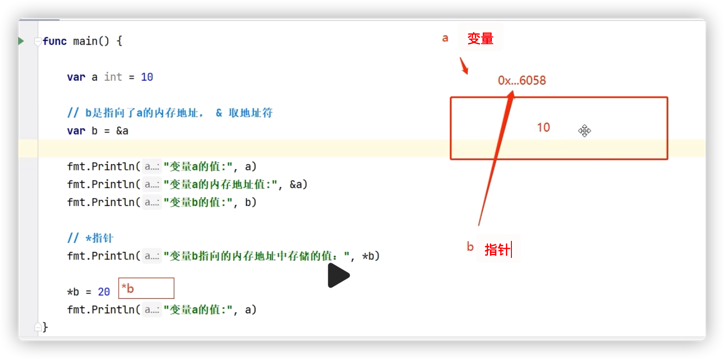 func main() {
a 变量
var a int = 10
0x...6058
// b是指向了a的内存地址， & 取地址符
10
var b = &a
fmt.Println( a...: "变量a的值:", a)
fmt.Println( a...: "变量a的内存地址值:", &a)
fmt.Println( a...: "变量b的值:", b)
// *指针
b 指针
fmt.Println( a...: "变量b指向的内存地址中存储的值：", *b)
*b = 20 *b
fmt.Println( a...: "变量a的值:", a)
}